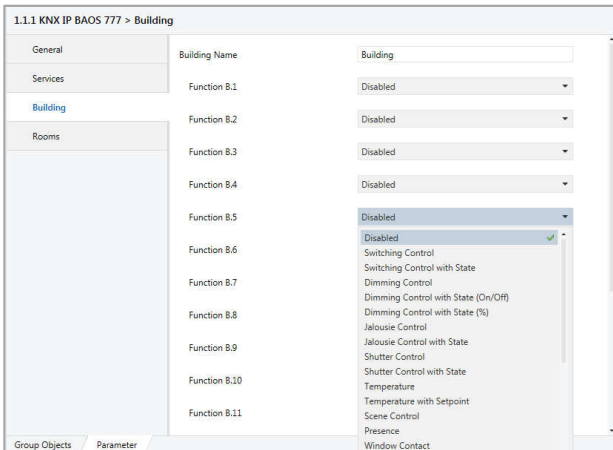 1.1.1 KNX IP BAOS 777 > Building
General
Services
Building
Rooms
Building Name Building
Function B.1 Disabled
Function B.2 Disabled
Function B.3 Disabled
Function B.4 Disabled
Function B.5 Disabled
Disabled
Switching Control
Function B.6
Switching Control with State
Dimming Control
Function B.7
Dimming Control with State (On/Off)
Dimming Control with State (%)
Function B.8
Jalousie Control
Jalousie Control with State
Function B.9
Shutter Control
Shutter Control with State
Function B.10
Temperature
Temperature with Setpoint
Function B.11
Scene Control
Presence
Window Contact
Group Objects Parameter